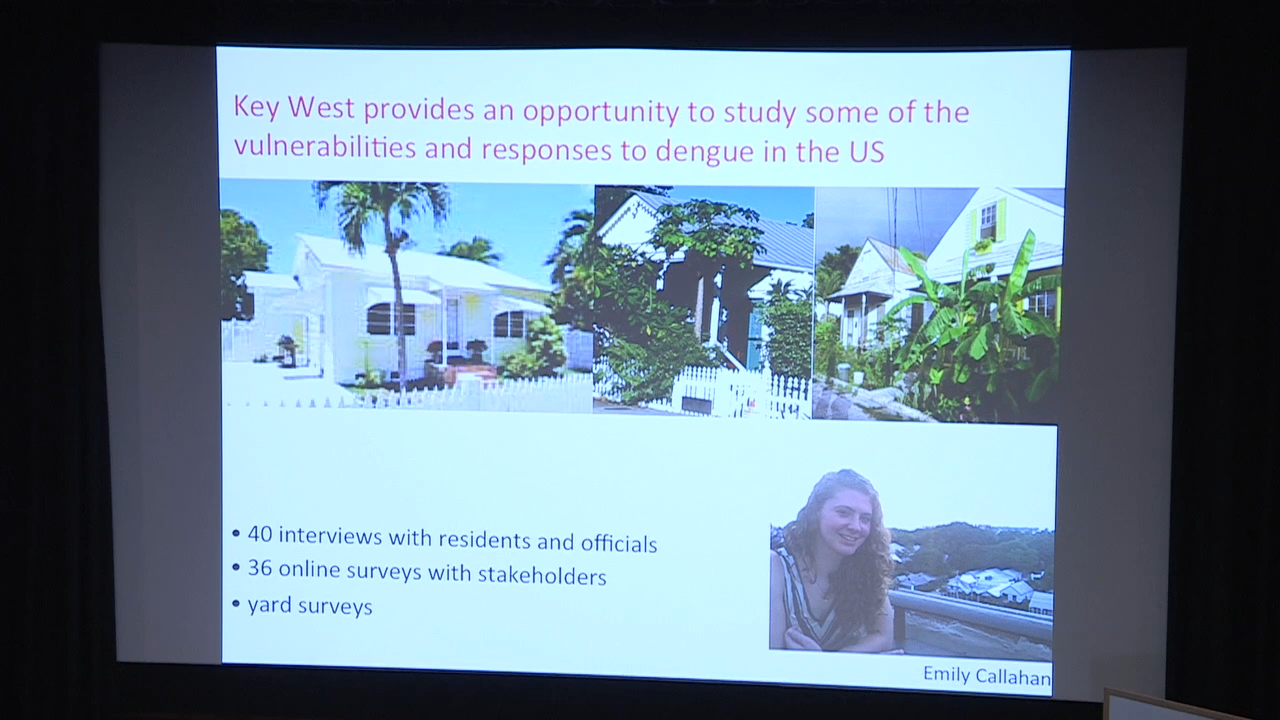 Key West provides an opportunity to study some of the
vulnerabilities and responses to dengue in the US
• 40 interviews with residents and officials
• 36 online surveys with stakeholders
• yard surveys
Emily Callahan